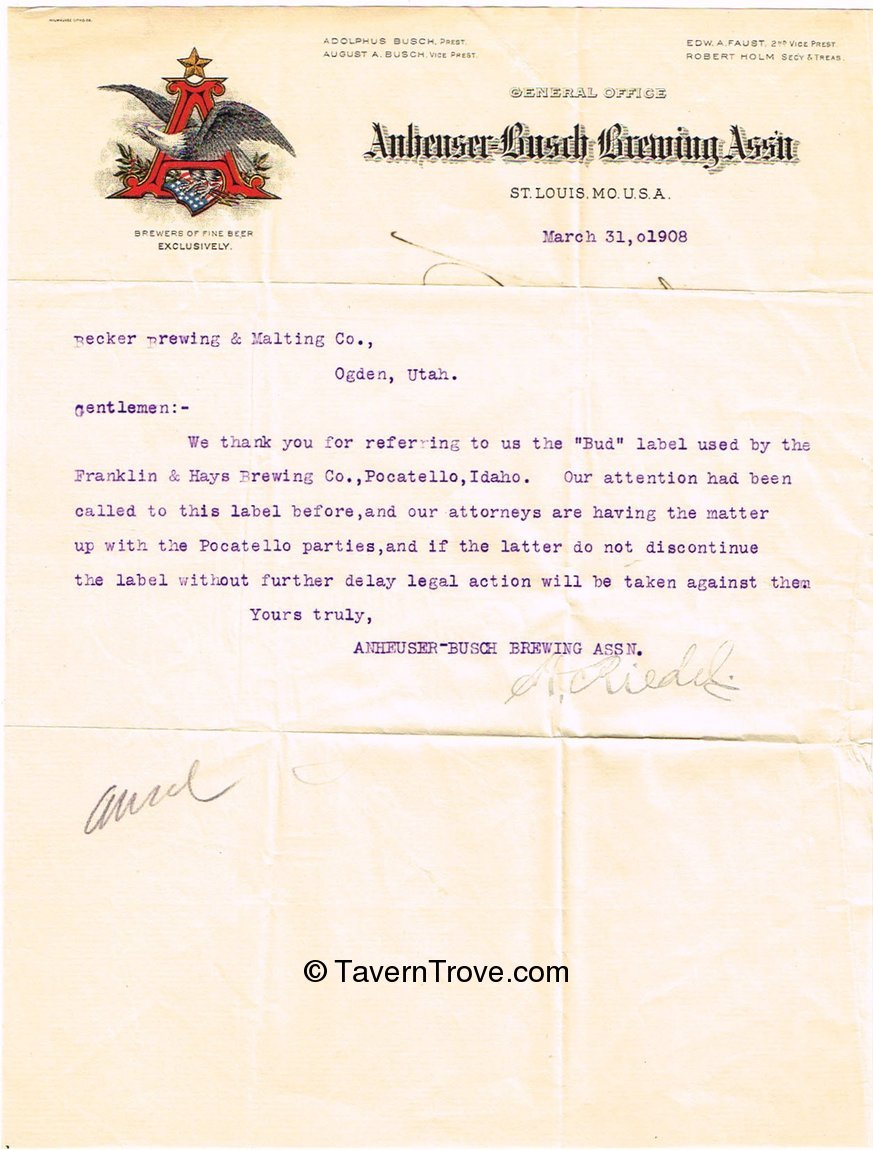 MILWAUKEE LITHO. CO.
ADOLPHUS BUSCH, PREST.
AUGUST A. BUSCH, VICE PREST.
EDW. A. FAUST, 2ND VICE PREST.
ROBERT HOLM SECY & TREAS.
GENERAL OFFICE
Anheuser-Busch Brewing Ass'n
ST. LOUIS, MO. U.S.A.
A
BREWERS OF FINE BEER
EXCLUSIVELY.
March 31,o1908
Becker Brewing & Malting Co.,
Ogden, Utah.
Gentlemen:-
We thank you for referring to us the "Bud" label used by the
Franklin & Hays Brewing Co.,Pocatello,Idaho. Our attention had been
called to this label before,and our attorneys are having the matter
up with the Pocatello parties,and if the latter do not discontinue
the label without further delay legal action will be taken against them
Yours truly,
ANHEUSER-BUSCH BREWING ASSN.
A. Riedel.
© TavernTrove.com